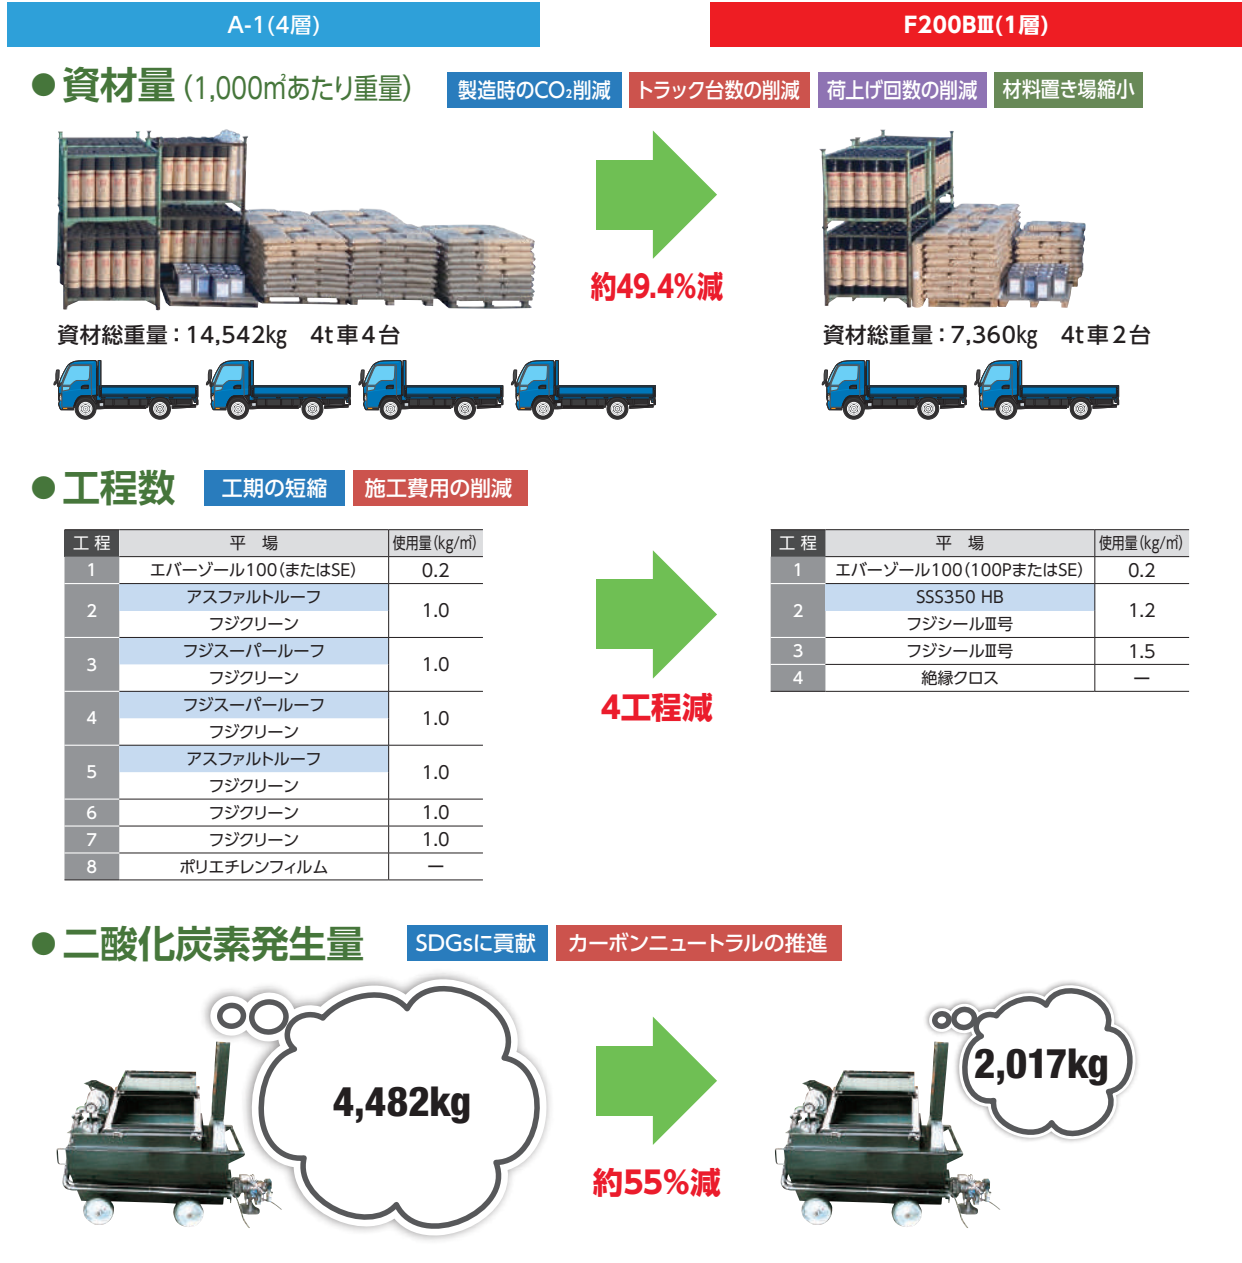 A-1(4層)
F200BⅢ(1層)
●資材量(1,000㎡あたり重量)
製造時のCO₂削減
トラック台数の削減
荷上げ回数の削減
材料置き場縮小
約49.4%減
資材総重量：14,542kg　4t車4台
資材総重量：7,360kg　4t車2台
●工程数
工期の短縮
施工費用の削減
工程　平　場　使用量(kg/㎡)
1　エバーゾール100(またはSE)　0.2
2　アスファルトルーフ　1.0
フジクリーン
3　フジスーパールーフ　1.0
フジクリーン
4　フジスーパールーフ　1.0
フジクリーン
5　アスファルトルーフ　1.0
フジクリーン
6　フジクリーン　1.0
7　フジクリーン　1.0
8　ポリエチレンフィルム　ー
4工程減
工程　平　場　使用量(kg/㎡)
1　エバーゾール100(100PまたはSE)　0.2
2　SSS350 HB　1.2
フジシールⅢ号
3　フジシールⅢ号　1.5
4　絶縁クロス　ー
●二酸化炭素発生量
SDGsに貢献
カーボンニュートラルの推進
4,482kg
約55%減
2,017kg